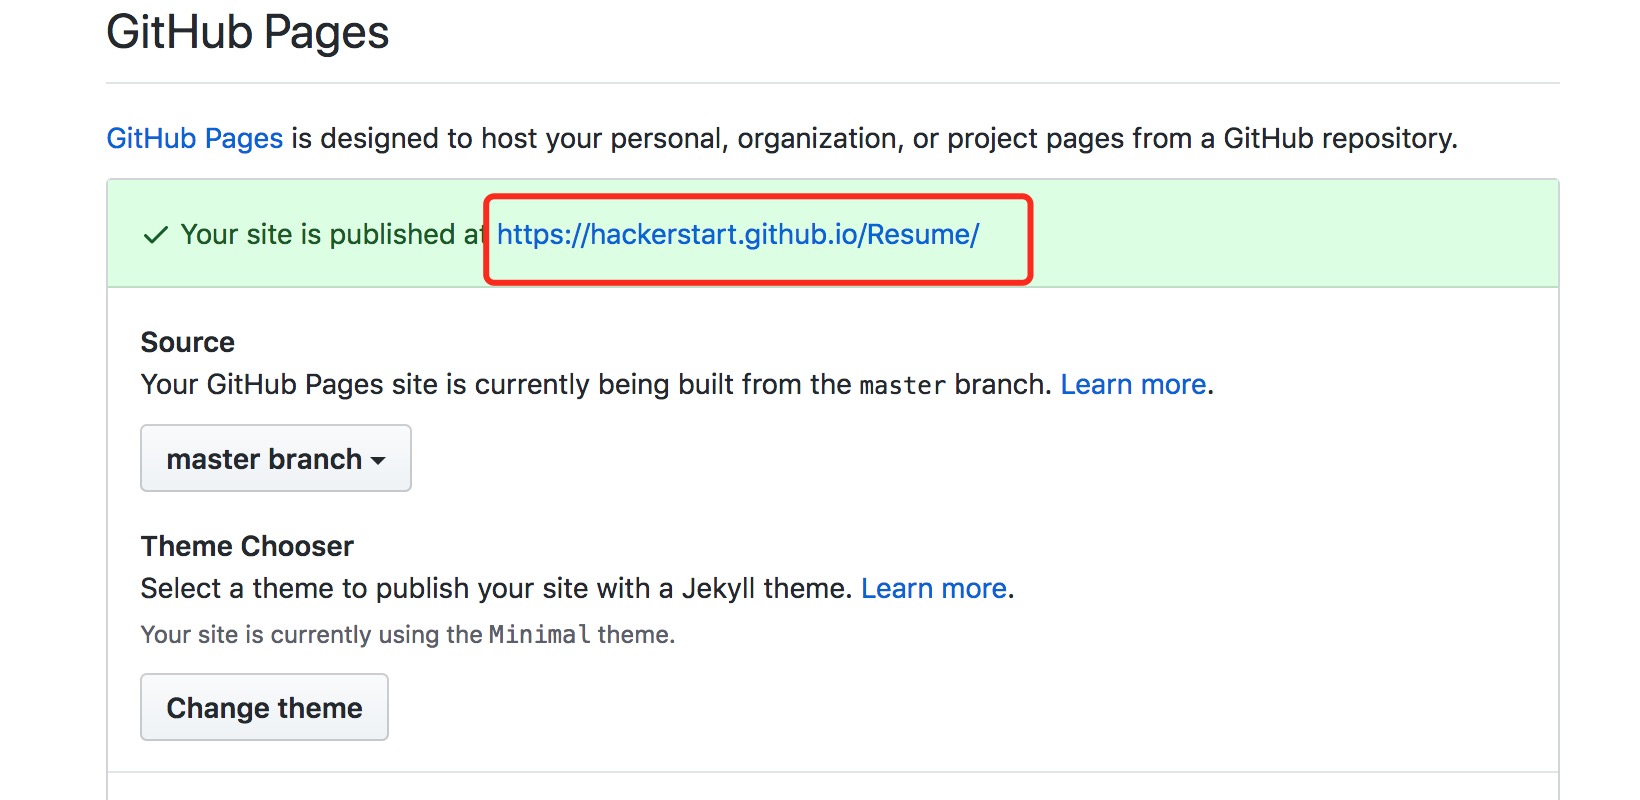 GitHub Pages
GitHub Pages is designed to host your personal, organization, or project pages from a GitHub repository.
✓ Your site is published at https://hackerstart.github.io/Resume/
Source
Your GitHub Pages site is currently being built from the master branch. Learn more.
master branch
Theme Chooser
Select a theme to publish your site with a Jekyll theme. Learn more.
Your site is currently using the Minimal theme.
Change theme